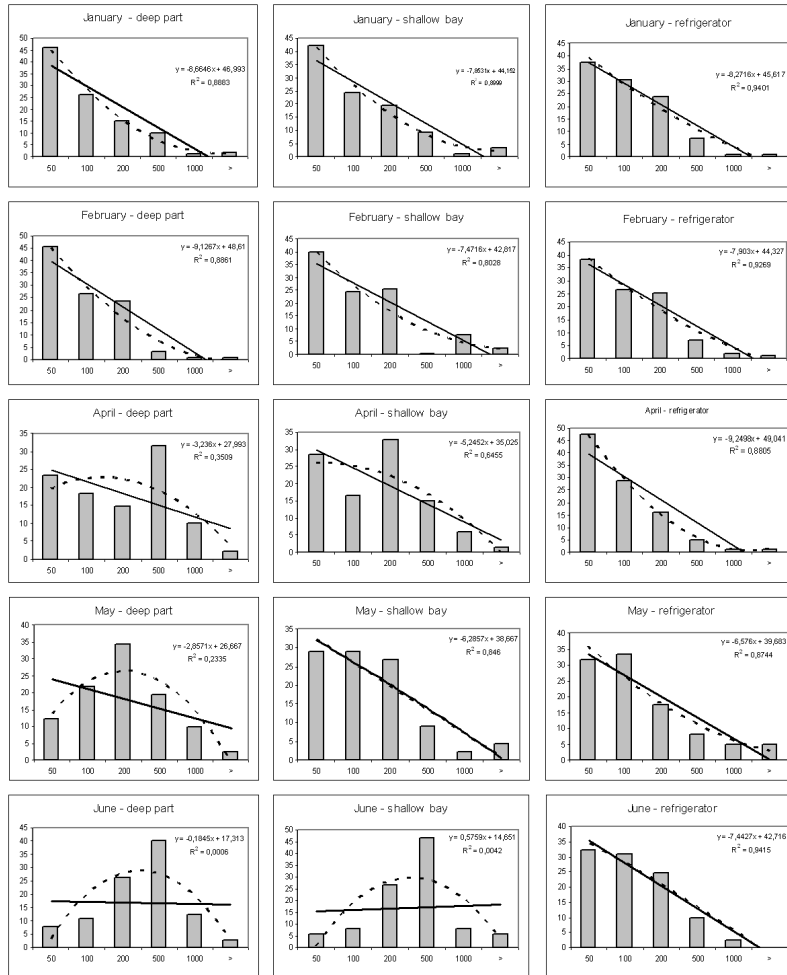 January - deep part
y = -8,6646x + 46,993
R² = 0,8883
50
45
40
35
30
25
20
15
10
5
0
50 100 200 500 1000 >
January - shallow bay
y = -7,8531x + 44,152
R² = 0,8999
45
40
35
30
25
20
15
10
5
0
50 100 200 500 1000 >
January - refrigerator
y = -8,2716x + 45,617
R² = 0,9401
45
40
35
30
25
20
15
10
5
0
50 100 200 500 1000 >
February - deep part
y = -9,1267x + 48,61
R² = 0,8861
50
45
40
35
30
25
20
15
10
5
0
50 100 200 500 1000 >
February - shallow bay
y = -7,4716x + 42,817
R² = 0,8028
45
40
35
30
25
20
15
10
5
0
50 100 200 500 1000 >
February - refrigerator
y = -7,903x + 44,327
R² = 0,9269
45
40
35
30
25
20
15
10
5
0
50 100 200 500 1000 >
April - deep part
y = -3,236x + 27,993
R² = 0,3509
35
30
25
20
15
10
5
0
50 100 200 500 1000 >
April - shallow bay
y = -5,2452x + 35,025
R² = 0,6455
35
30
25
20
15
10
5
0
50 100 200 500 1000 >
April - refrigerator
y = -9,2498x + 49,041
R² = 0,8805
50
45
40
35
30
25
20
15
10
5
0
50 100 200 500 1000 >
May - deep part
y = -2,8571x + 26,667
R² = 0,2335
40
35
30
25
20
15
10
5
0
50 100 200 500 1000 >
May - shallow bay
y = -6,2857x + 38,667
R² = 0,846
35
30
25
20
15
10
5
0
50 100 200 500 1000 >
May - refrigerator
y = -6,576x + 39,683
R² = 0,8744
40
35
30
25
20
15
10
5
0
50 100 200 500 1000 >
June - deep part
y = -0,1845x + 17,313
R² = 0,0006
45
40
35
30
25
20
15
10
5
0
50 100 200 500 1000 >
June - shallow bay
y = 0,5759x + 14,651
R² = 0,0042
50
45
40
35
30
25
20
15
10
5
0
50 100 200 500 1000 >
June - refrigerator
y = -7,4427x + 42,716
R² = 0,9415
40
35
30
25
20
15
10
5
0
50 100 200 500 1000 >